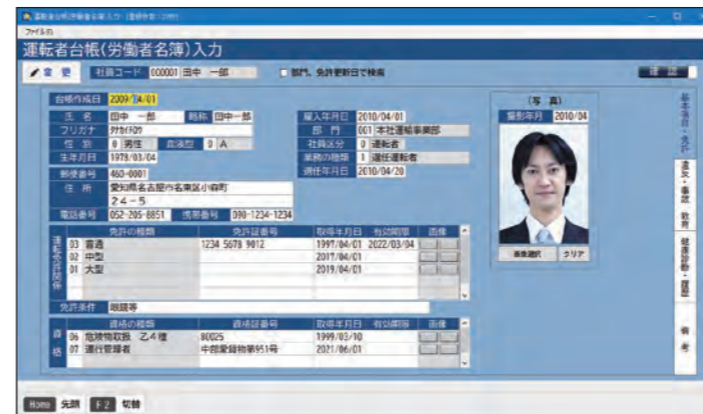 ファイル(F)
運転者台帳(労働者名簿)入力
変更 社員コード 000001 田中 一郎 部門、免許更新日で検索 確認
台帳作成日 2009/04/01
氏名 田中 一郎 略称 田中一郎
フリガナ ﾀﾅｶｲﾁﾛｳ
性別 0 男性 血液型 0 A
生年月日 1978/03/04
郵便番号 460-0001
住所 愛知県名古屋市名東区小森町
24-5
電話番号 052-205-8851 携帯番号 090-1234-1234
雇入年月日 2010/04/01
部門 001 本社運輸事業部
社員区分 0 運転者
業務の種類 1 選任運転者
選任年月日 2010/04/20
(写真)
撮影年月 2010/04
画像選択 クリア
運転免許関係
免許の種類 免許証番号 取得年月日 有効期限 画像
03 普通 1234 5678 9012 1997/04/01 2022/03/04
02 中型 2017/04/01
01 大型 2019/04/01
免許条件 眼鏡等
資格
資格の種類 資格証番号 取得年月日 有効期限 画像
06 危険物取扱 乙4種 80025 1999/03/10
07 運行管理者 中部愛貨物第951号 2021/06/01
基本項目・免許
違反・事故・教育
健康診断・履歴
備考
Home 先頭 F2 切替